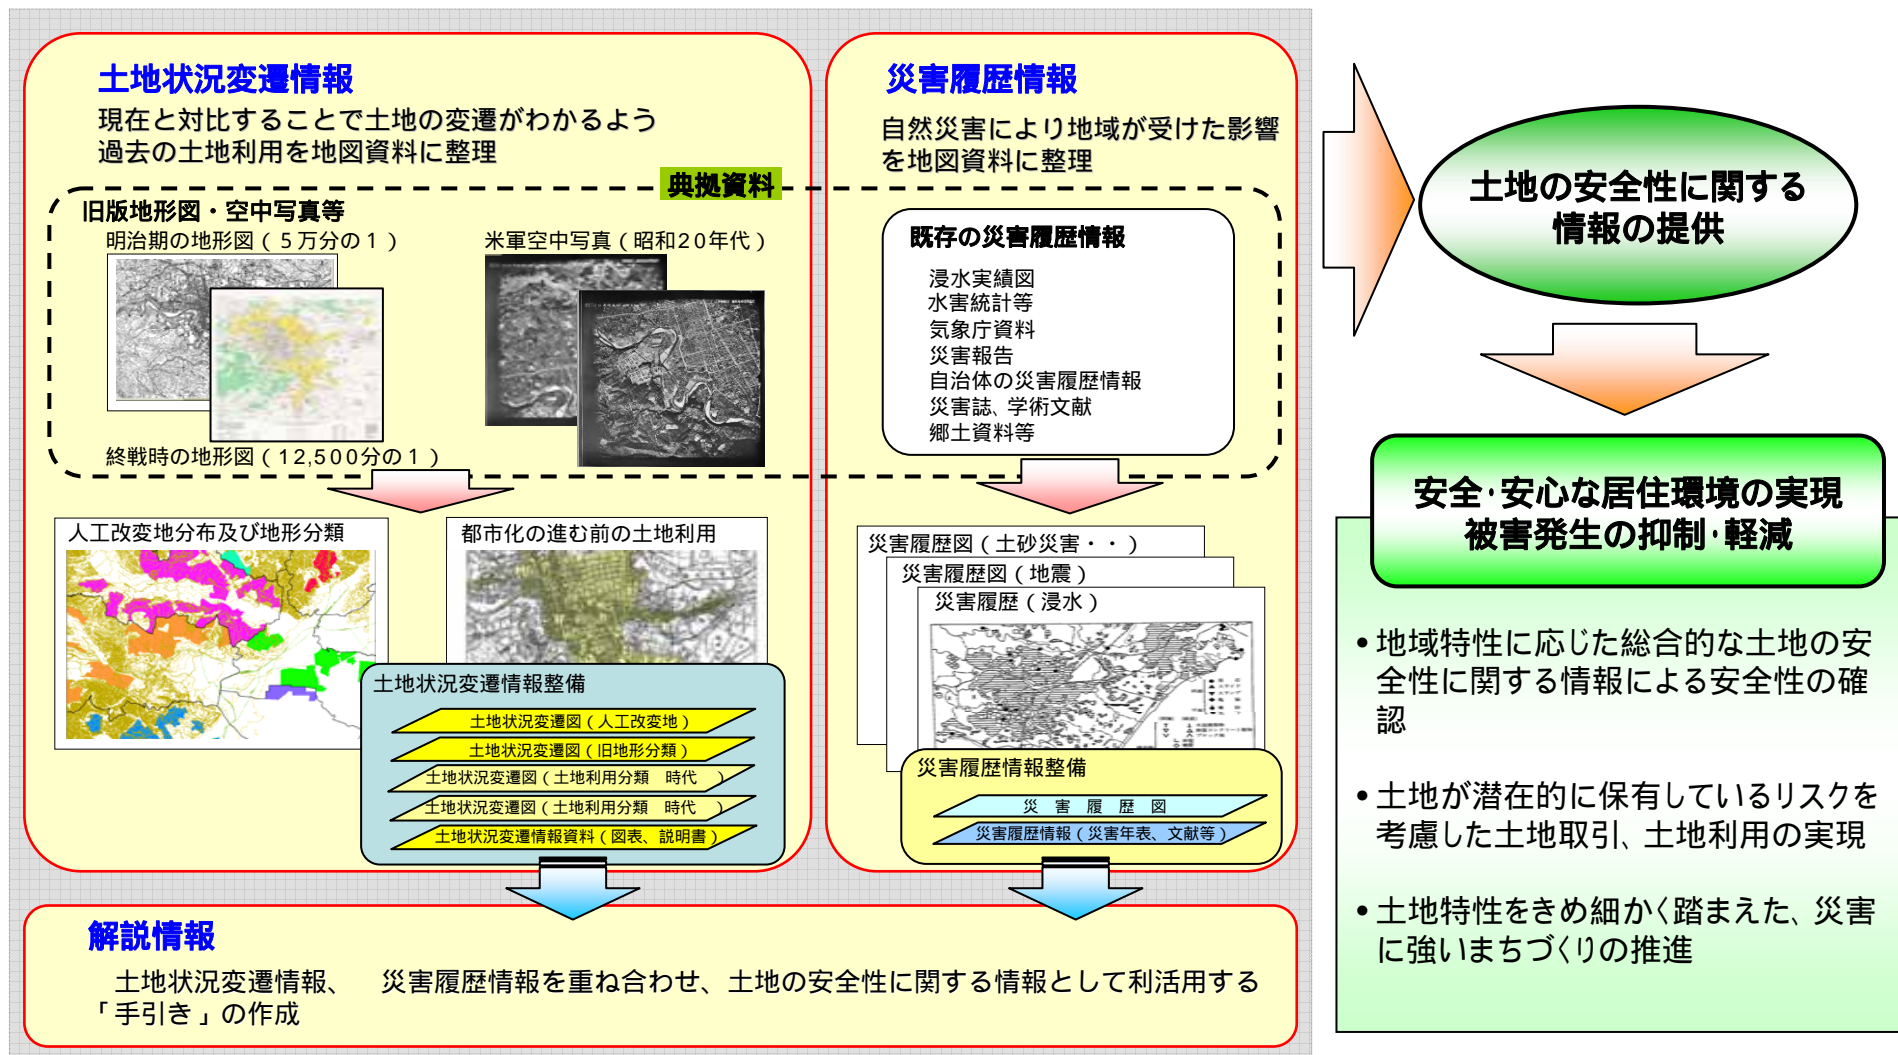 土地状況変遷情報
現在と対比することで土地の変遷がわかるよう
過去の土地利用を地図資料に整理
災害履歴情報
自然災害により地域が受けた影響
を地図資料に整理
典拠資料
旧版地形図・空中写真等
明治期の地形図（５万分の１）
米軍空中写真（昭和20年代）
終戦時の地形図（12,500分の１）
既存の災害履歴情報
浸水実績図
水害統計等
気象庁資料
災害報告
自治体の災害履歴情報
災害誌、学術文献
郷土資料等
人工改変地分布及び地形分類
都市化の進む前の土地利用
土地状況変遷情報整備
土地状況変遷図（人工改変地）
土地状況変遷図（旧地形分類）
土地状況変遷図（土地利用分類　時代　）
土地状況変遷図（土地利用分類　時代　）
土地状況変遷情報資料（図表、説明書）
災害履歴図（土砂災害・・）
災害履歴図（地震）
災害履歴（浸水）
災害履歴情報整備
災　害　履　歴　図
災害履歴情報（災害年表、文献等）
解説情報
土地状況変遷情報、　災害履歴情報を重ね合わせ、土地の安全性に関する情報として利活用する
「手引き」の作成
土地の安全性に関する
情報の提供
安全･安心な居住環境の実現
被害発生の抑制･軽減
•地域特性に応じた総合的な土地の安
全性に関する情報による安全性の確
認
•土地が潜在的に保有しているリスクを
考慮した土地取引、土地利用の実現
•土地特性をきめ細かく踏まえた、災害
に強いまちづくりの推進